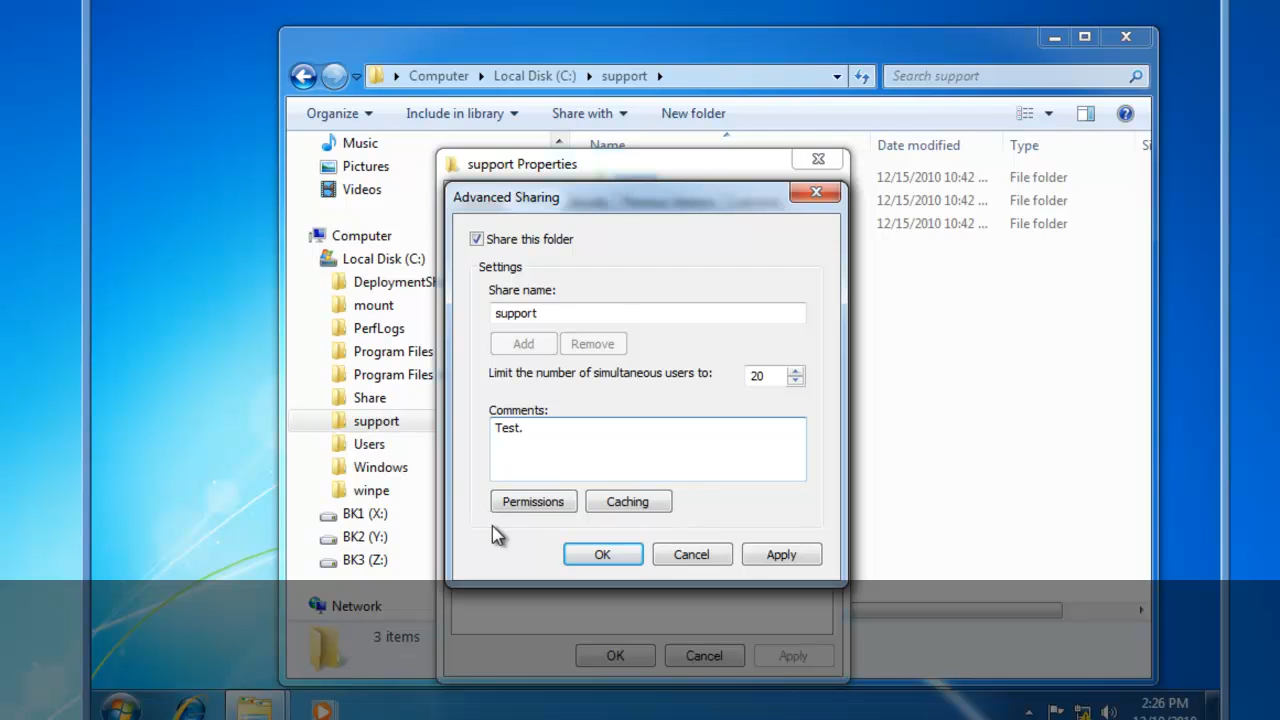 Computer
Local Disk (C:)
support
Search support
Organize
Include in library
Share with
New folder
Music
Pictures
Videos
Computer
Local Disk (C:)
mount
PerfLogs
Program Files
Program Files
Share
support
Users
Windows
winpe
BK1 (X:)
BK2 (Y:)
BK3 (Z:)
Network
3 items
Name
Date modified
Type
12/15/2010 10:42 ...
File folder
12/15/2010 10:42 ...
File folder
12/15/2010 10:42 ...
File folder
support Properties
Advanced Sharing
Share this folder
Settings
Share name:
support
Add
Remove
Limit the number of simultaneous users to:
20
Comments:
Test.
Permissions
Caching
OK
Cancel
Apply
OK
Cancel
Apply
2:26 PM